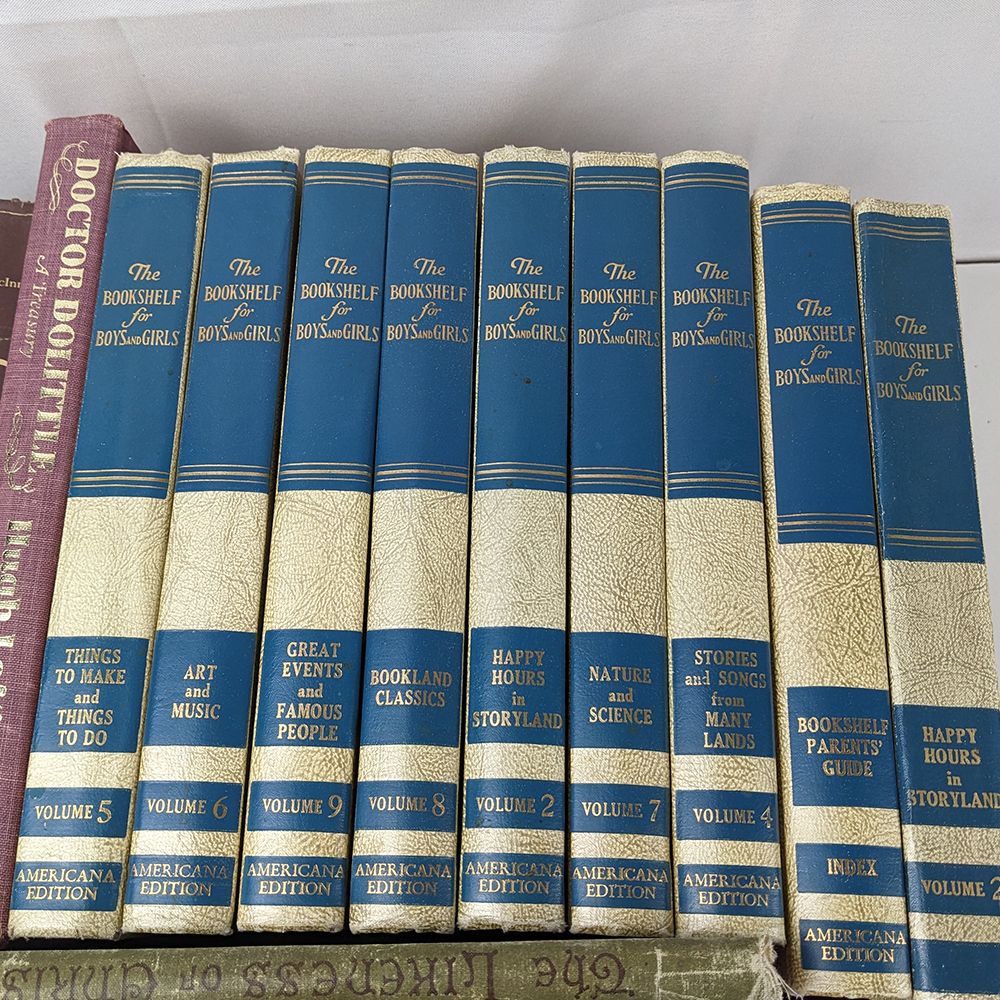 DOCTOR DOLITTLE
A Treasury
Hugh
The
BOOKSHELF
for
BOYS AND GIRLS
THINGS
TO MAKE
and
THINGS
TO DO
VOLUME 5
AMERICANA
EDITION
The
BOOKSHELF
for
BOYS AND GIRLS
ART
and
MUSIC
VOLUME 6
AMERICANA
EDITION
The
BOOKSHELF
for
BOYS AND GIRLS
GREAT
EVENTS
and
FAMOUS
PEOPLE
VOLUME 9
AMERICANA
EDITION
The
BOOKSHELF
for
BOYS AND GIRLS
BOOKLAND
CLASSICS
VOLUME 8
AMERICANA
EDITION
The
BOOKSHELF
for
BOYS AND GIRLS
HAPPY
HOURS
in
STORYLAND
VOLUME 2
AMERICANA
EDITION
The
BOOKSHELF
for
BOYS AND GIRLS
NATURE
and
SCIENCE
VOLUME 7
AMERICANA
EDITION
The
BOOKSHELF
for
BOYS AND GIRLS
STORIES
and SONGS
from
MANY
LANDS
VOLUME 4
AMERICANA
EDITION
The
BOOKSHELF
for
BOYS AND GIRLS
BOOKSHELF
PARENTS'
GUIDE
INDEX
AMERICANA
EDITION
The
BOOKSHELF
for
BOYS AND GIRLS
HAPPY
HOURS
in
STORYLAND
VOLUME 2
THE LIKENESS OF